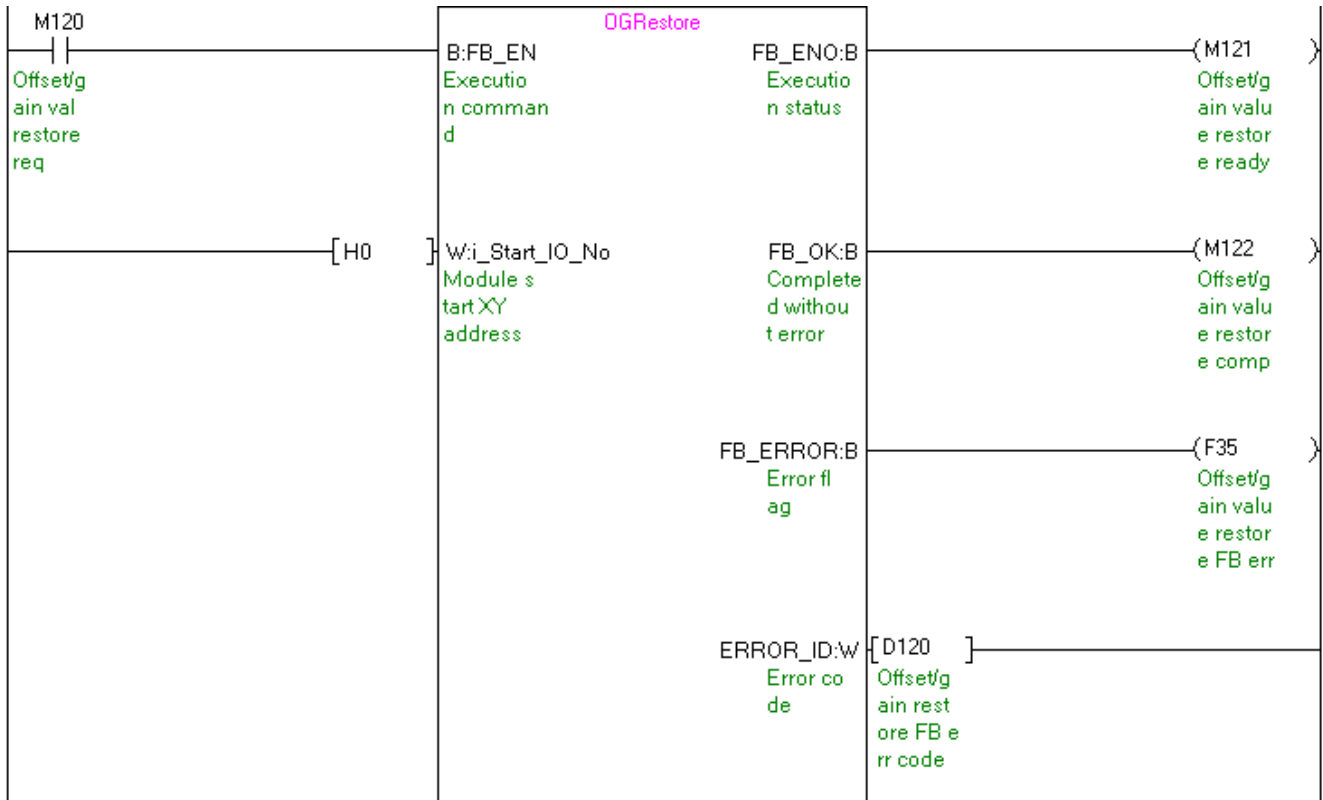 M120
OGRestore
B:FB_EN
FB_ENO:B
(M121 )
Offset/g
ain val
restore
req
Executio
n comman
d
Executio
n status
Offset/g
ain valu
e restor
e ready
[H0 ]
W:i_Start_IO_No
FB_OK:B
(M122 )
Module s
tart XY
address
Complete
d withou
t error
Offset/g
ain valu
e restor
e comp
FB_ERROR:B
(F35 )
Error fl
ag
Offset/g
ain valu
e restor
e FB err
ERROR_ID:W
[D120 ]
Error co
de
Offset/g
ain rest
ore FB e
rr code